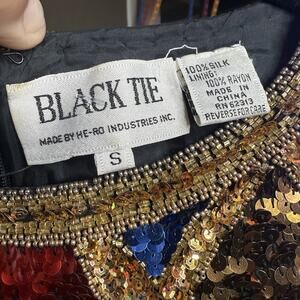 BLACK TIE
MADE BY HE-RO INDUSTRIES INC.
S
100% SILK
LINING:
100% RAYON
MADE IN
CHINA
RN 62313
REVERSE FOR CARE